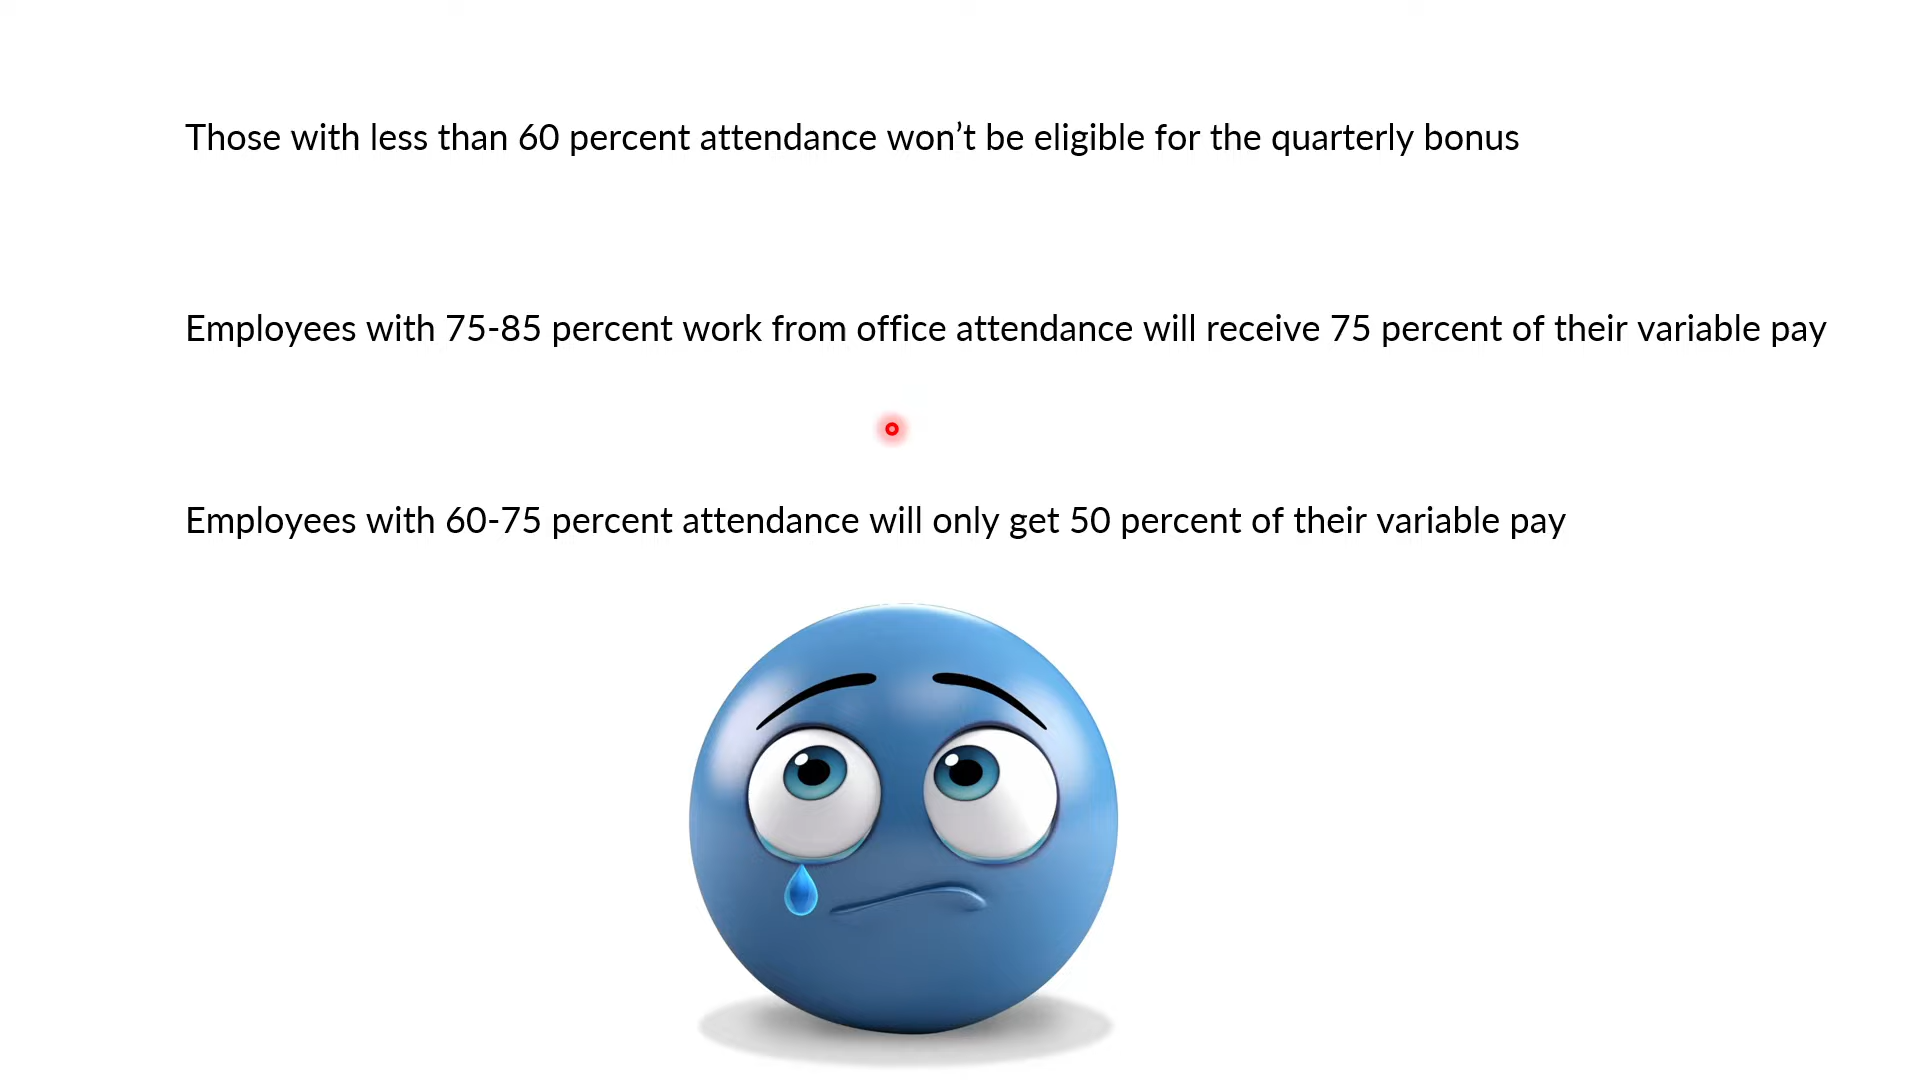 Those with less than 60 percent attendance won’t be eligible for the quarterly bonus
Employees with 75-85 percent work from office attendance will receive 75 percent of their variable pay
Employees with 60-75 percent attendance will only get 50 percent of their variable pay